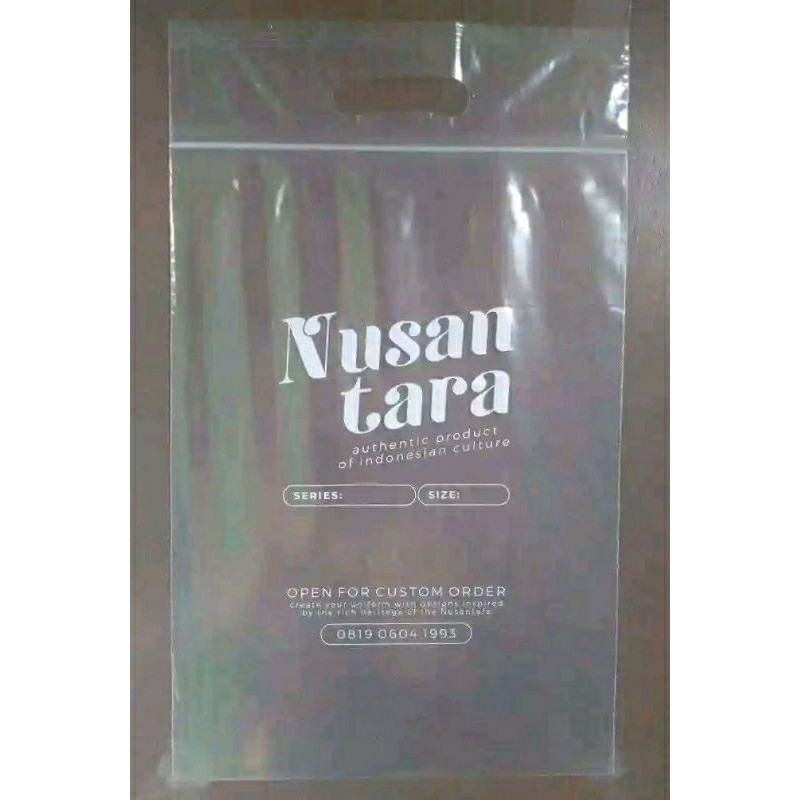 Nusan
tara
authentic product
of indonesian culture
SERIES: SIZE:
OPEN FOR CUSTOM ORDER
create your uniform with designs inspired
by the rich heritage of the Nusantara
0819 0604 1993